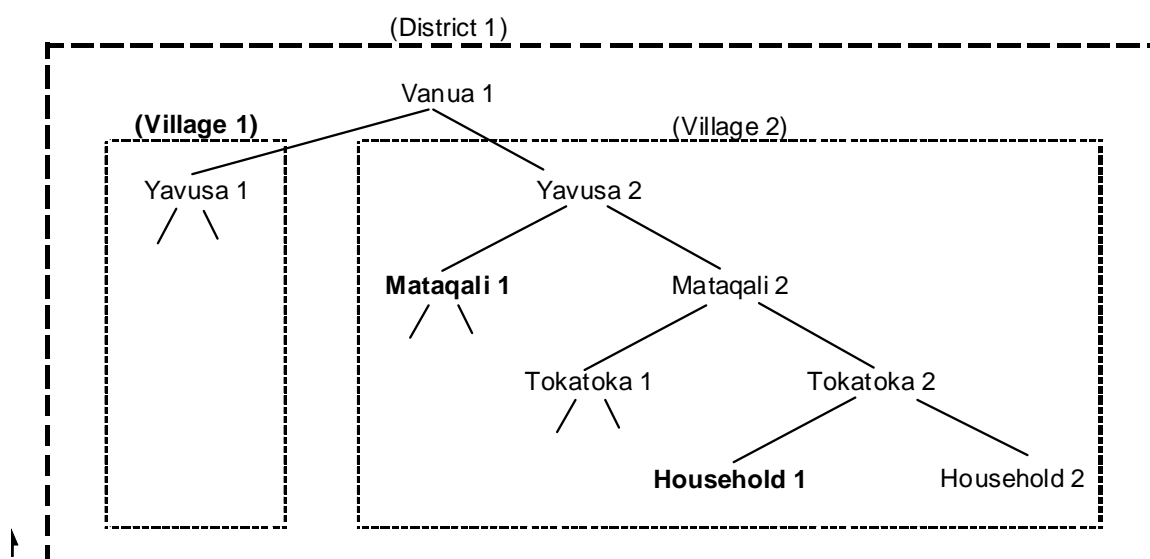 (District 1)
Vanua 1
(Village 1)
(Village 2)
Yavusa 1
Yavusa 2
Mataqali 1
Mataqali 2
Tokatoka 1
Tokatoka 2
Household 1
Household 2